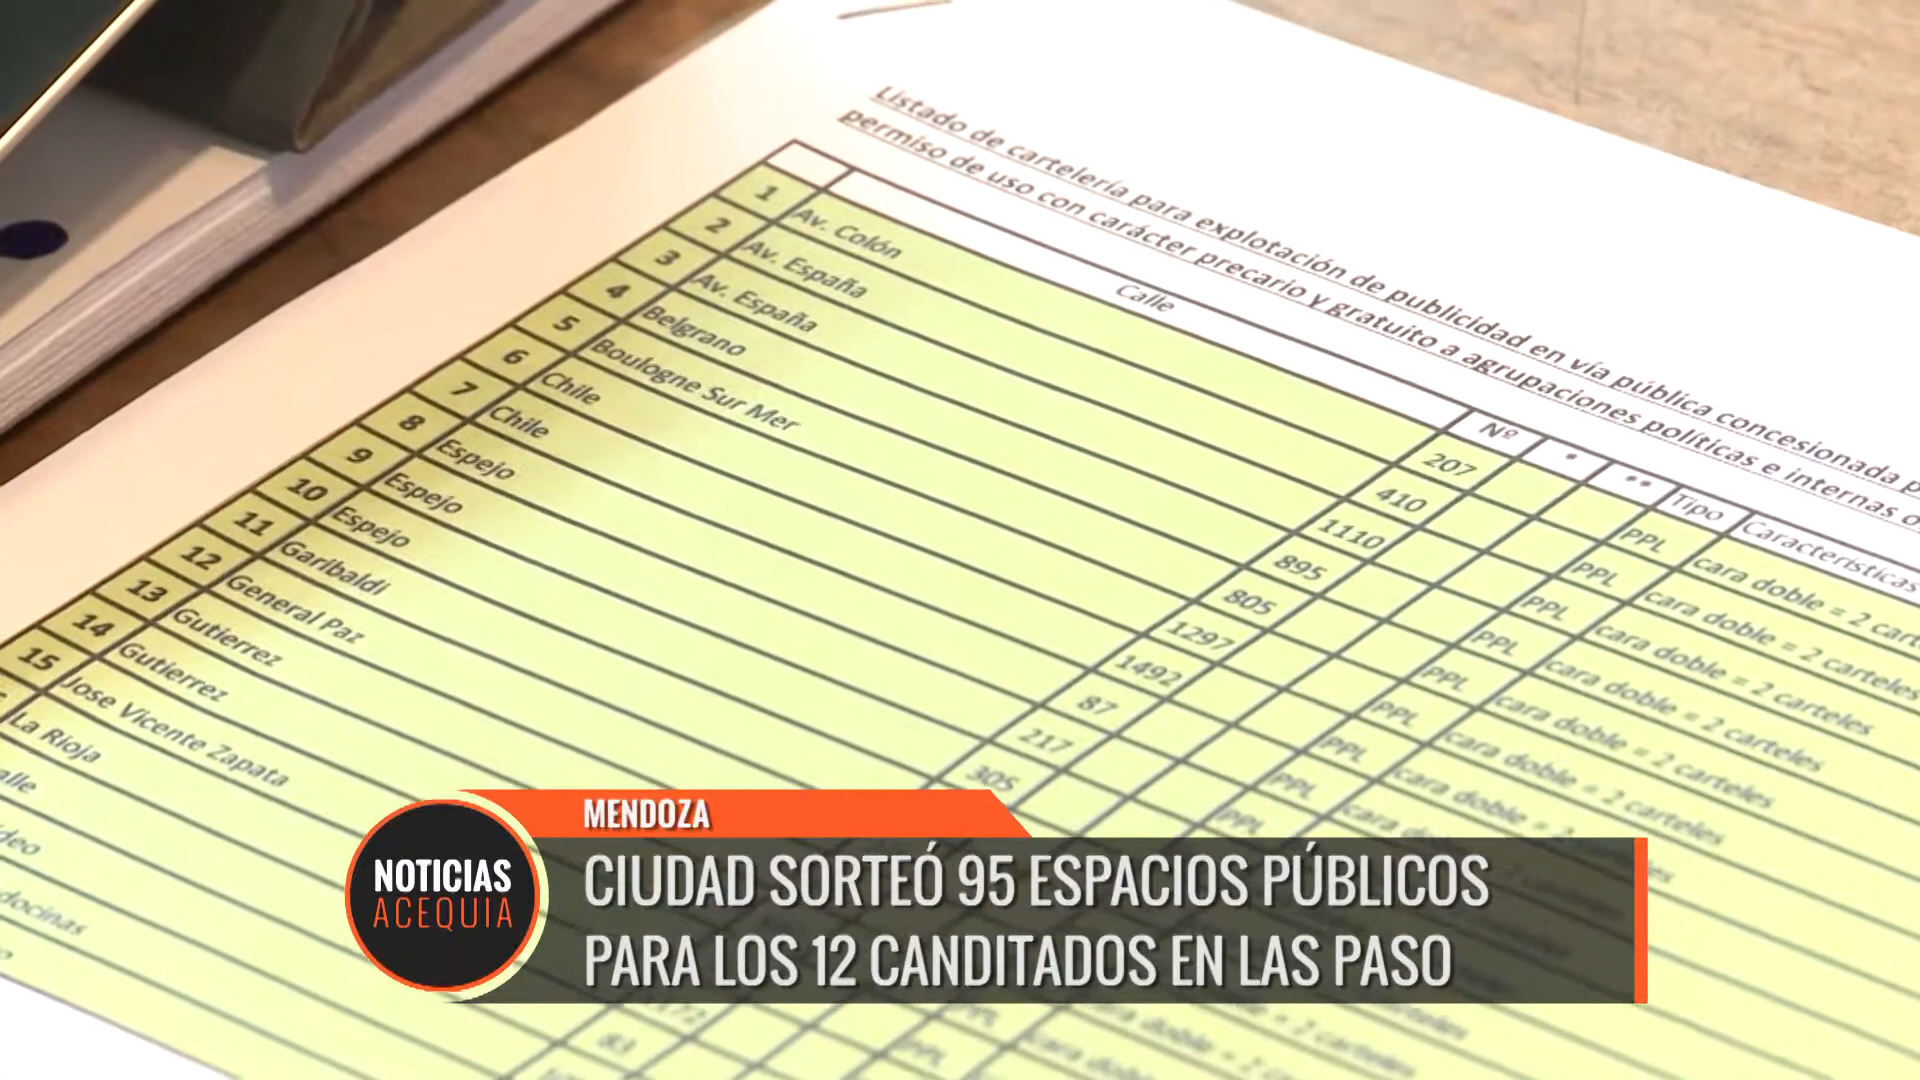 Listado de cartelería para explotación de publicidad en vía pública concesionada
permiso de uso con carácter precario y gratuito a agrupaciones políticas e internas
Calle Nº * ** Tipo Características
1 Av. Colón 207 PPL cara doble = 2
2 Av. España 410 PPL cara doble = 2 carteles
3 Av. España 1110 PPL cara doble = 2 carteles
4 Belgrano 895 PPL cara doble = 2 carteles
5 Boulogne Sur Mer 805 PPL cara doble = 2 carteles
6 Chile 1297 PPL cara doble = 2 carteles
7 Chile 1492 PPL cara doble = 2
8 Espejo 87 PPL cara
9 Espejo 217 PPL
10 Espejo 305
11 Garibaldi
12 General Paz
13 Gutierrez
14 Gutierrez
15 Jose Vicente Zapata
La Rioja
83 PPL
MENDOZA
NOTICIAS
ACEQUIA
CIUDAD SORTEÓ 95 ESPACIOS PÚBLICOS
PARA LOS 12 CANDITADOS EN LAS PASO